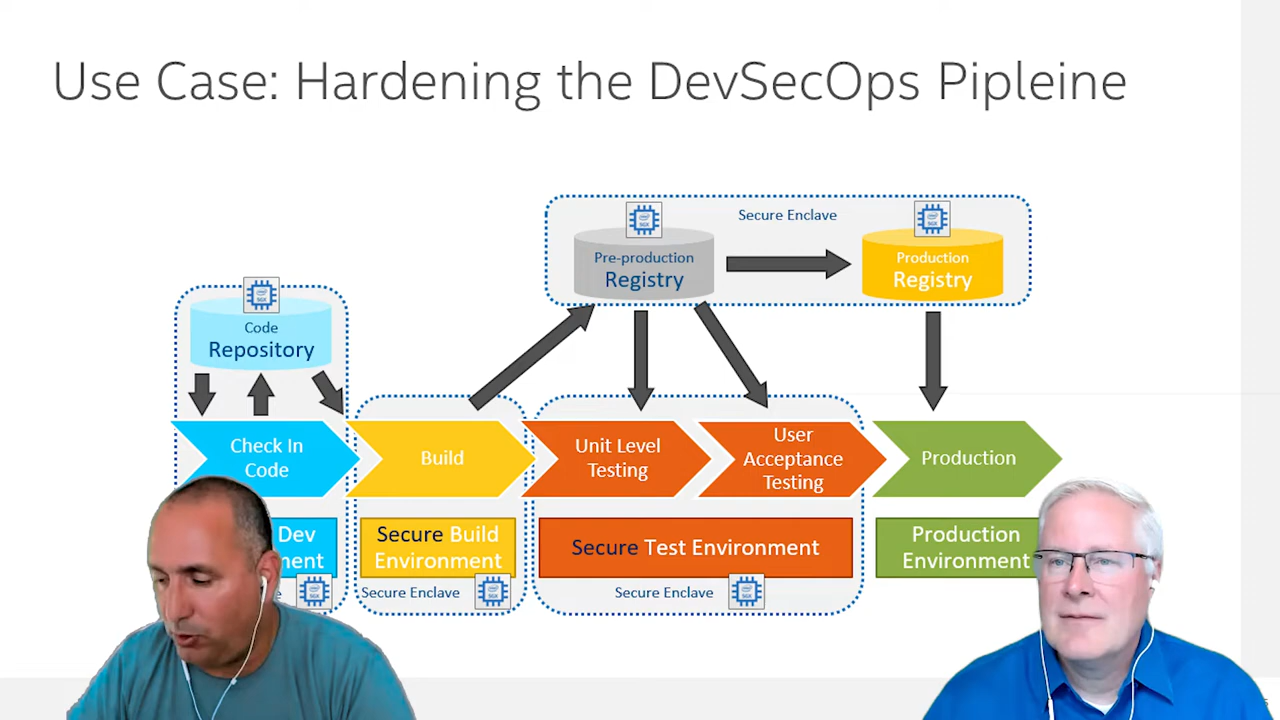 Use Case: Hardening the DevSecOps Pipleine
Secure Enclave
Pre-production
Registry
Production
Registry
Code
Repository
Check In
Code
Build
Unit Level
Testing
User
Acceptance
Testing
Production
Dev
Secure Build
Environment
Secure Test Environment
Production
Environment
Secure Enclave
Secure Enclave